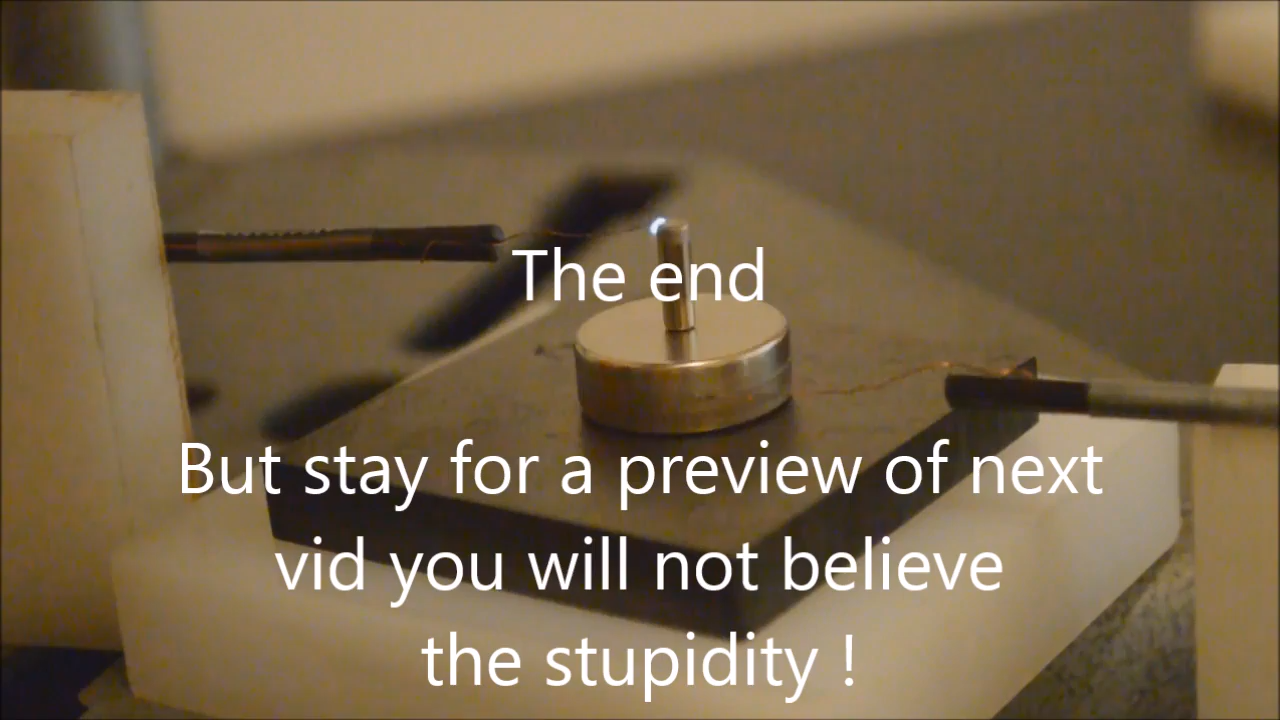 The end
But stay for a preview of next
vid you will not believe
the stupidity !